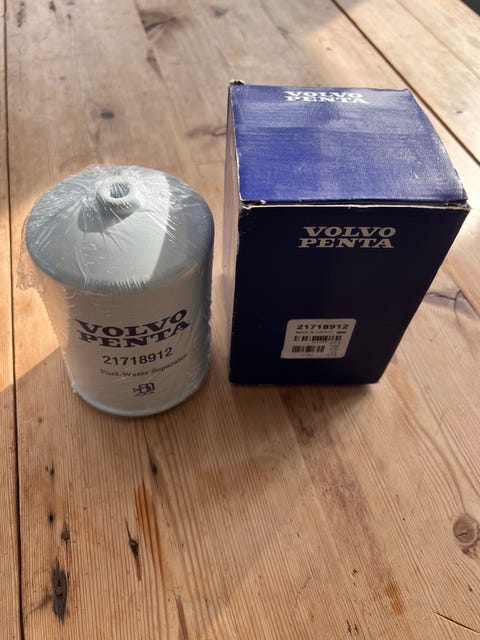 VOLVO
PENTA
VOLVO
PENTA
21718912
VOLVO
PENTA
21718912
Fuel-Water Separator